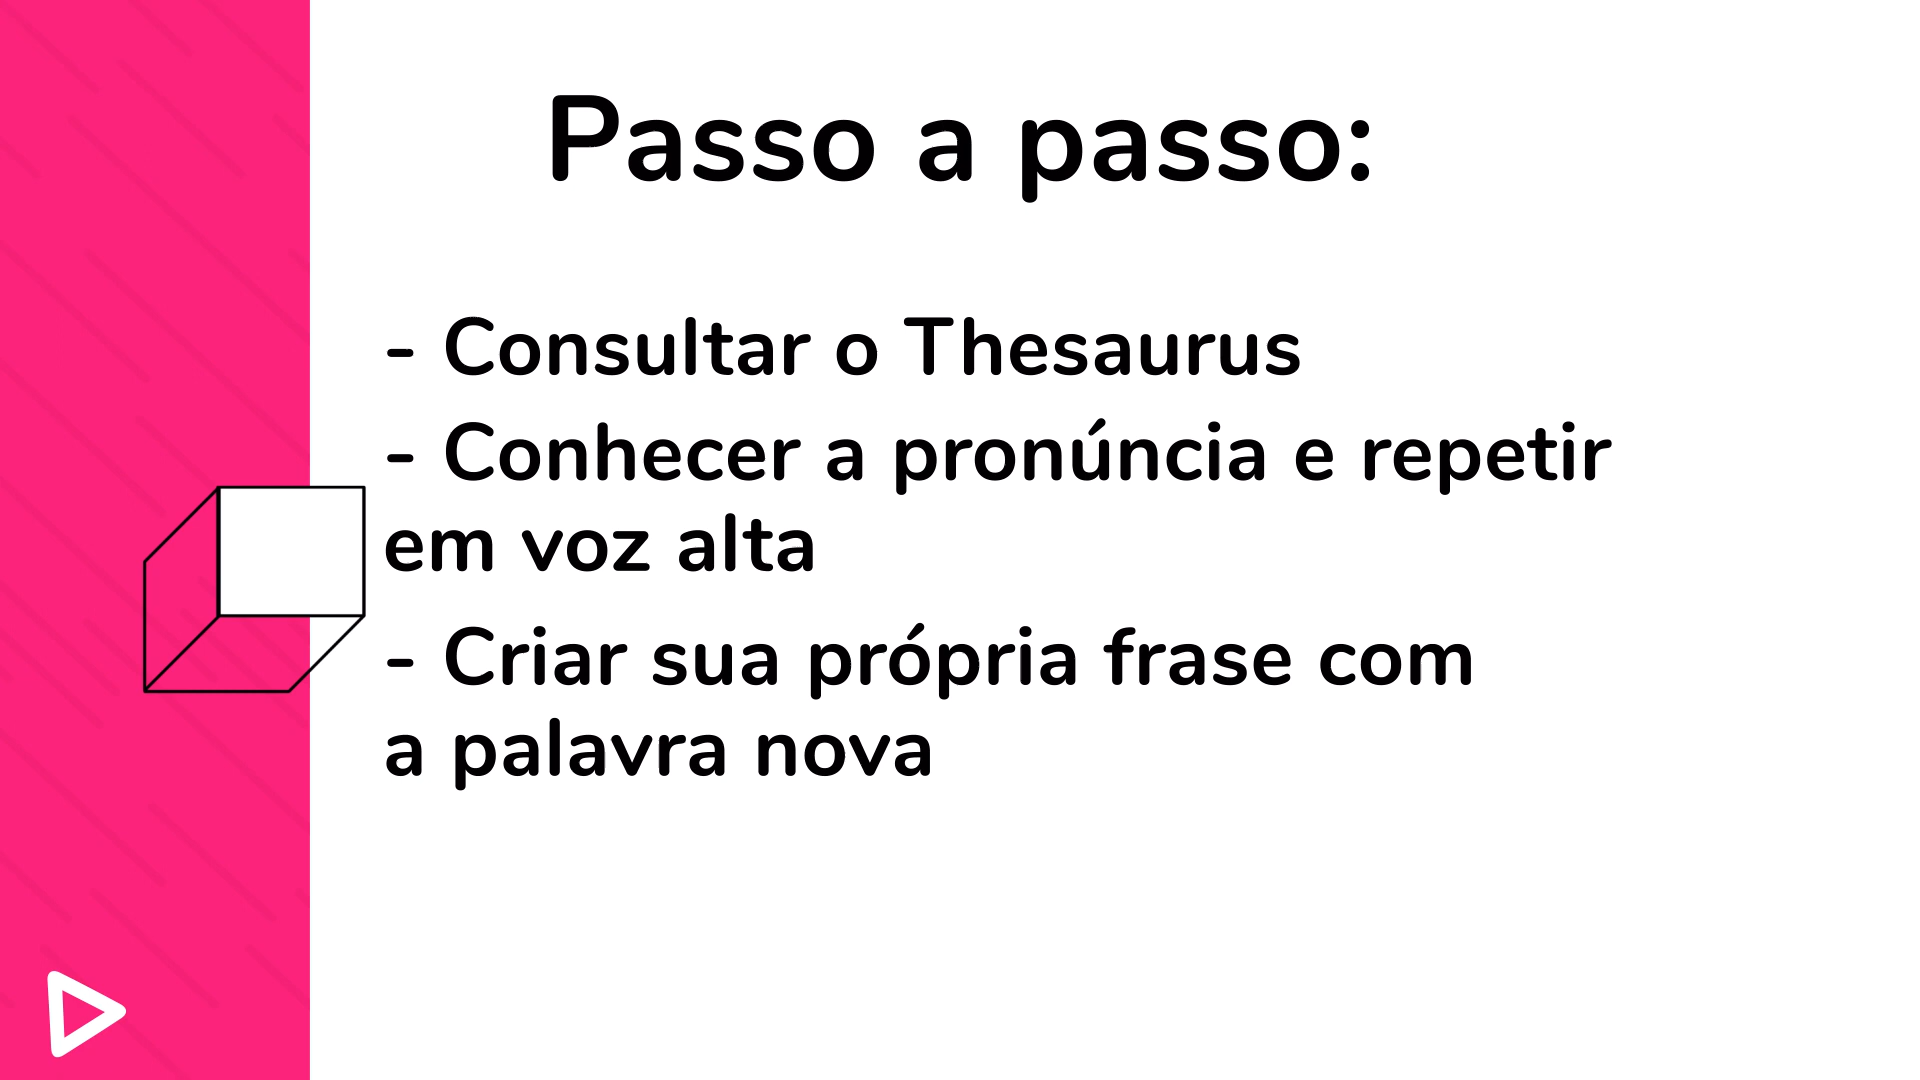 Passo a passo:
- Consultar o Thesaurus
- Conhecer a pronúncia e repetir
em voz alta
- Criar sua própria frase com
a palavra nova